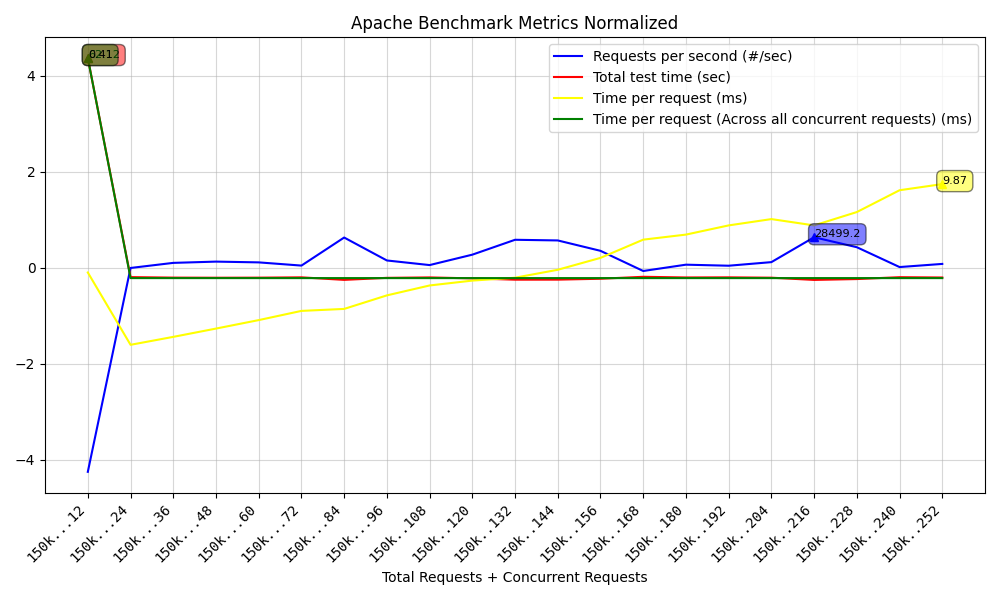 Apache Benchmark Metrics Normalized
Requests per second (#/sec)
Total test time (sec)
Time per request (ms)
Time per request (Across all concurrent requests) (ms)
9.87
28499.2
4
2
0
−2
−4
150k...12
150k...24
150k...36
150k...48
150k...60
150k...72
150k...84
150k...96
150k..108
150k..120
150k..132
150k..144
150k..156
150k..168
150k..180
150k..192
150k..204
150k..216
150k..228
150k..240
150k..252
Total Requests + Concurrent Requests